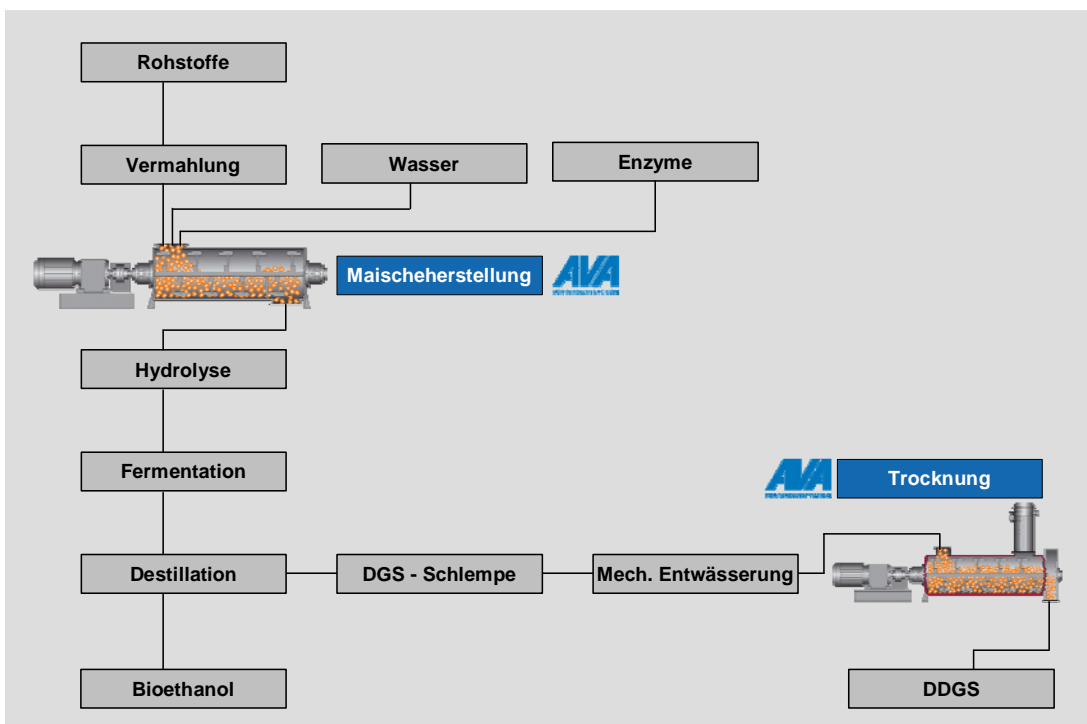 Rohstoffe
Vermahlung
Wasser
Enzyme
Maischeherstellung
AVA
Hydrolyse
Fermentation
AVA
Trocknung
Destillation
DGS - Schlempe
Mech. Entwässerung
Bioethanol
DDGS